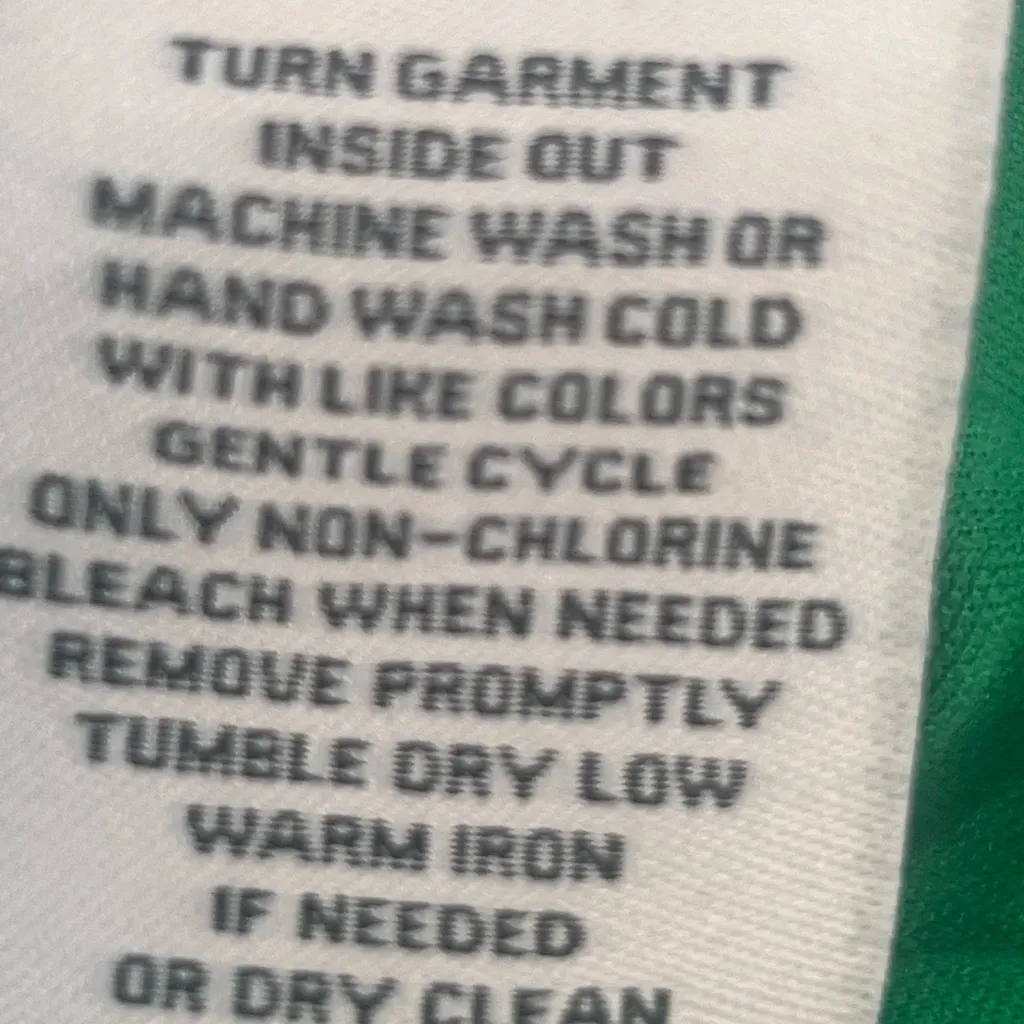 TURN GARMENT
INSIDE OUT
MACHINE WASH OR
HAND WASH COLD
WITH LIKE COLORS
GENTLE CYCLE
ONLY NON-CHLORINE
BLEACH WHEN NEEDED
REMOVE PROMPTLY
TUMBLE DRY LOW
WARM IRON
IF NEEDED
OR DRY CLEAN